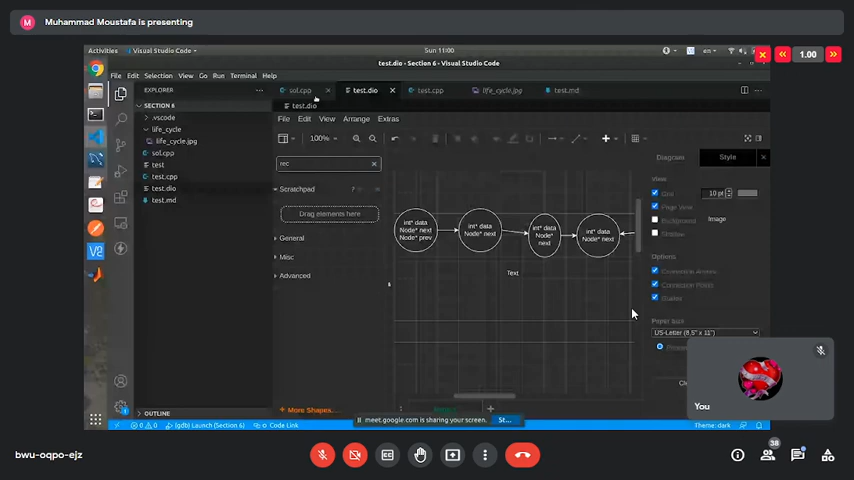 M Muhammad Moustafa is presenting
Activities Visual Studio Code Sun 11:00 en
test.dio - Section 6 - Visual Studio Code
1.00
File Edit Selection View Go Run Terminal Help
EXPLORER
sol.cpp test.dio test.cpp life_cycle.jpg test.md
SECTION 6
test.dio
.vscode
life_cycle
life_cycle.jpg
sol.cpp
test
test.cpp
test.dio
test.md
File Edit View Arrange Extras
100%
rec
Scratchpad
Drag elements here
General
Misc
Advanced
int* data
Node* next
Node* prev
int* data
Node* next
int* data
Node*
next
int* data
Node* next
Text
Diagram Style
View
Grid 10 pt
Page View
Background Image
Shadow
Options
Connection Arrows
Connection Points
Guides
Paper Size
US-Letter (8,5" x 11")
You
OUTLINE
+ More Shapes...
meet.google.com is sharing your screen. St...
0 0 (gdb) Launch (Section 6) Code Link
Theme: dark
bwu-oqpo-ejz
38